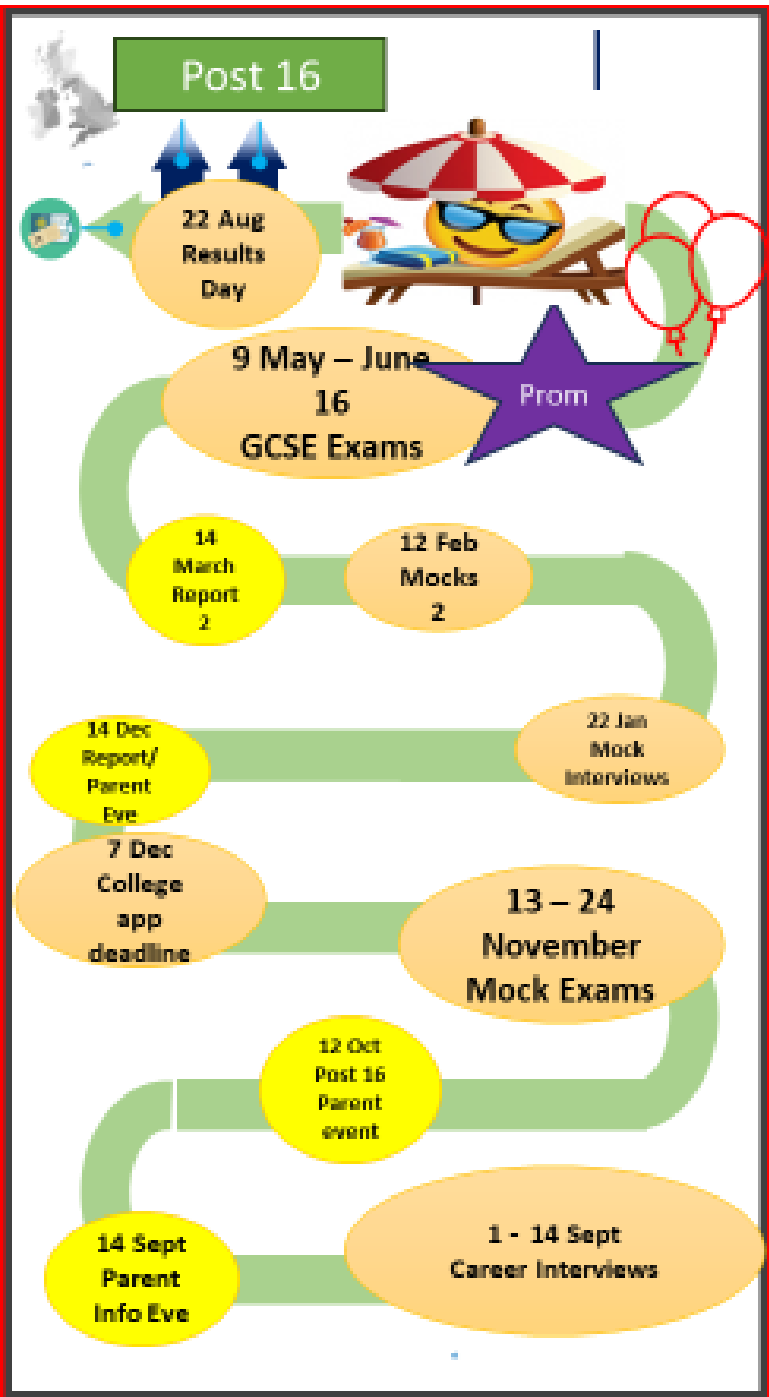 Post 16
22 Aug
Results
Day
9 May – June
16
GCSE Exams
Prom
14
March
Report
2
12 Feb
Mocks
2
22 Jan
Mock
Interviews
14 Dec
Report/
Parent
Eve
7 Dec
College
app
deadline
13 – 24
November
Mock Exams
12 Oct
Post 16
Parent
event
14 Sept
Parent
Info Eve
1 - 14 Sept
Career Interviews